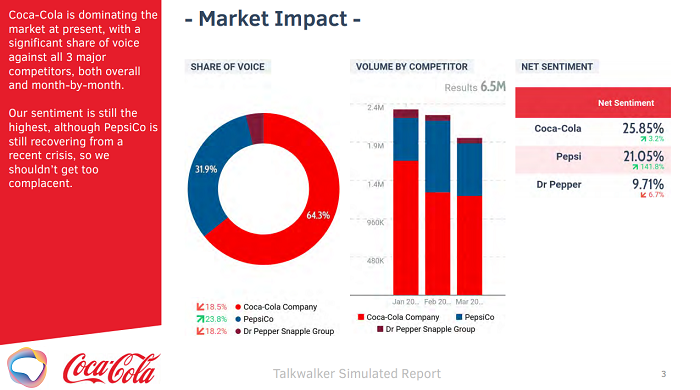 Coca-Cola is dominating the
market at present, with a
significant share of voice
against all 3 major
competitors, both overall
and month-by-month.
Our sentiment is still the
highest, although PepsiCo is
still recovering from a
recent crisis, so we
shouldn't get too
complacent.
- Market Impact -
SHARE OF VOICE
31.9%
64.3%
18.5% Coca-Cola Company
23.8% PepsiCo
18.2% Dr Pepper Snapple Group
VOLUME BY COMPETITOR
Results 6.5M
2.4M
1.9M
1.4M
960K
480K
Jan 20... Feb 20... Mar 20...
Coca-Cola Company PepsiCo
Dr Pepper Snapple Group
NET SENTIMENT
Net Sentiment
Coca-Cola 25.85%
3.2%
Pepsi 21.05%
141.8%
Dr Pepper 9.71%
6.7%
Coca-Cola
Talkwalker Simulated Report
3